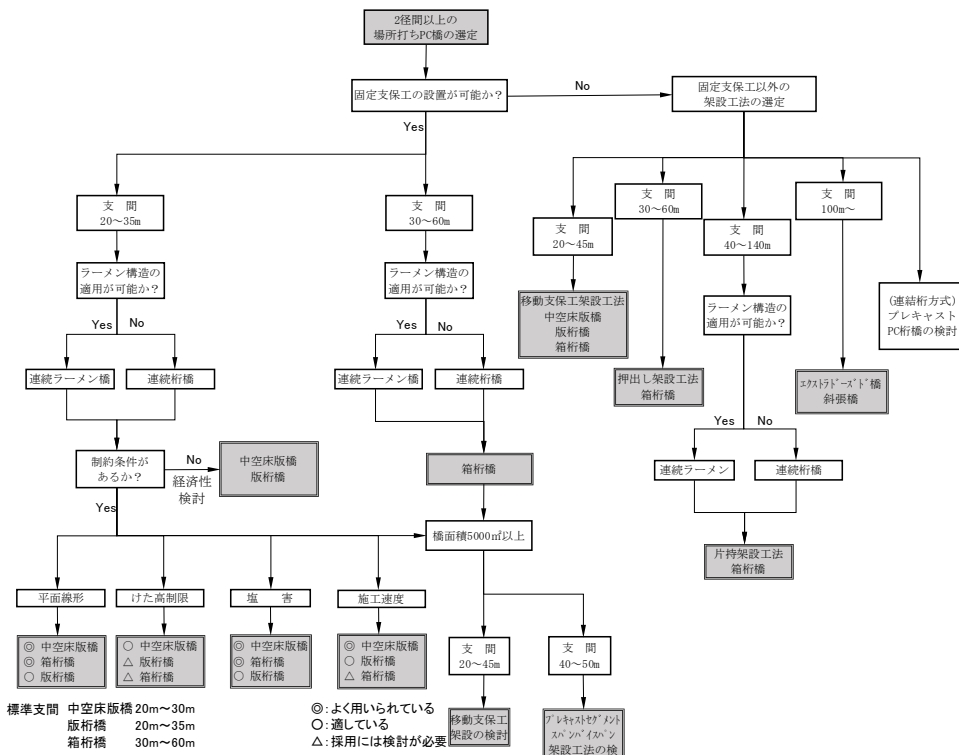 2径間以上の
場所打ちPC橋の選定
固定支保工の設置が可能か?
No
固定支保工以外の
架設工法の選定
Yes
支 間
20～35m
支 間
30～60m
支 間
20～45m
支 間
30～60m
支 間
40～140m
支 間
100m～
ラーメン構造の
適用が可能か?
ラーメン構造の
適用が可能か?
移動支保工架設工法
中空床版橋
版桁橋
箱桁橋
ラーメン構造の
適用が可能か?
(連結桁方式)
プレキャスト
PC桁橋の検討
Yes
No
Yes
No
連続ラーメン橋
連続桁橋
連続ラーメン橋
連続桁橋
押出し架設工法
箱桁橋
エクストラドーズド橋
斜張橋
Yes
No
制約条件が
あるか?
No
経済性
検討
中空床版橋
版桁橋
箱桁橋
連続ラーメン
連続桁橋
Yes
橋面積5000㎡以上
片持架設工法
箱桁橋
平面線形
けた高制限
塩 害
施工速度
◎ 中空床版橋
◎ 箱桁橋
○ 版桁橋
○ 中空床版橋
△ 版桁橋
△ 箱桁橋
◎ 中空床版橋
◎ 箱桁橋
○ 版桁橋
◎ 中空床版橋
○ 版桁橋
△ 箱桁橋
支 間
20～45m
支 間
40～50m
標準支間 中空床版橋 20m～30m
版桁橋 20m～35m
箱桁橋 30m～60m
◎:よく用いられている
○:適している
△:採用には検討が必要
移動支保工
架設の検討
プレキャストセグメント
スパンバイスパン
架設工法の検